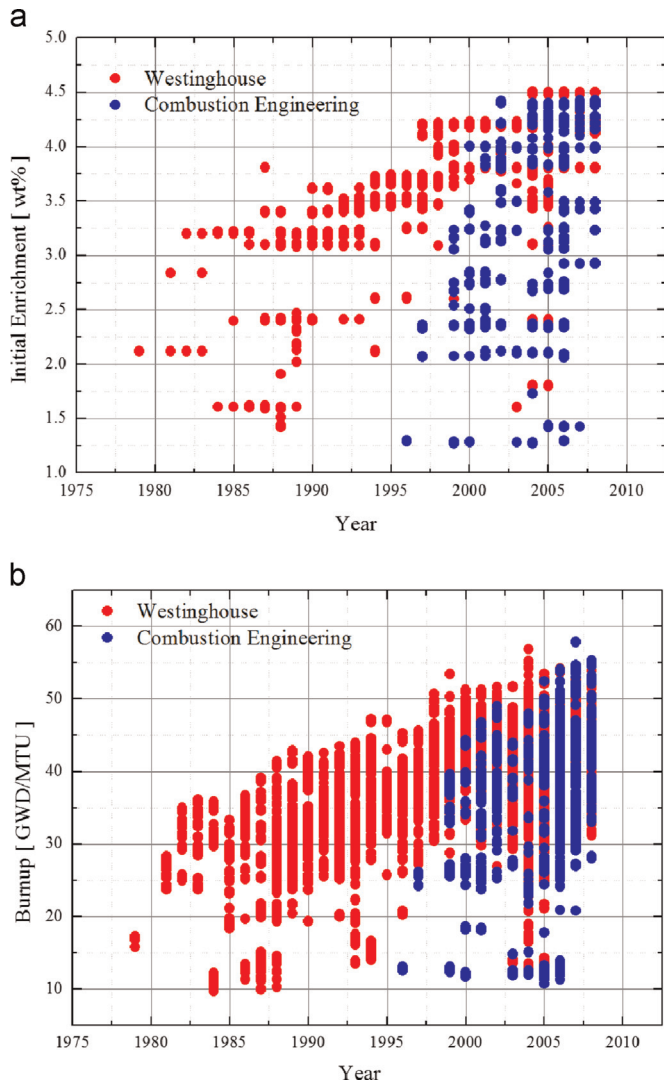 a
5.0
4.5
4.0
3.5
3.0
2.5
2.0
1.5
1.0
Initial Enrichment [ wt% ]
Westinghouse
Combustion Engineering
1975 1980 1985 1990 1995 2000 2005 2010
Year
b
60
50
40
30
20
10
Burnup [ GWD/MTU ]
Westinghouse
Combustion Engineering
1975 1980 1985 1990 1995 2000 2005 2010
Year